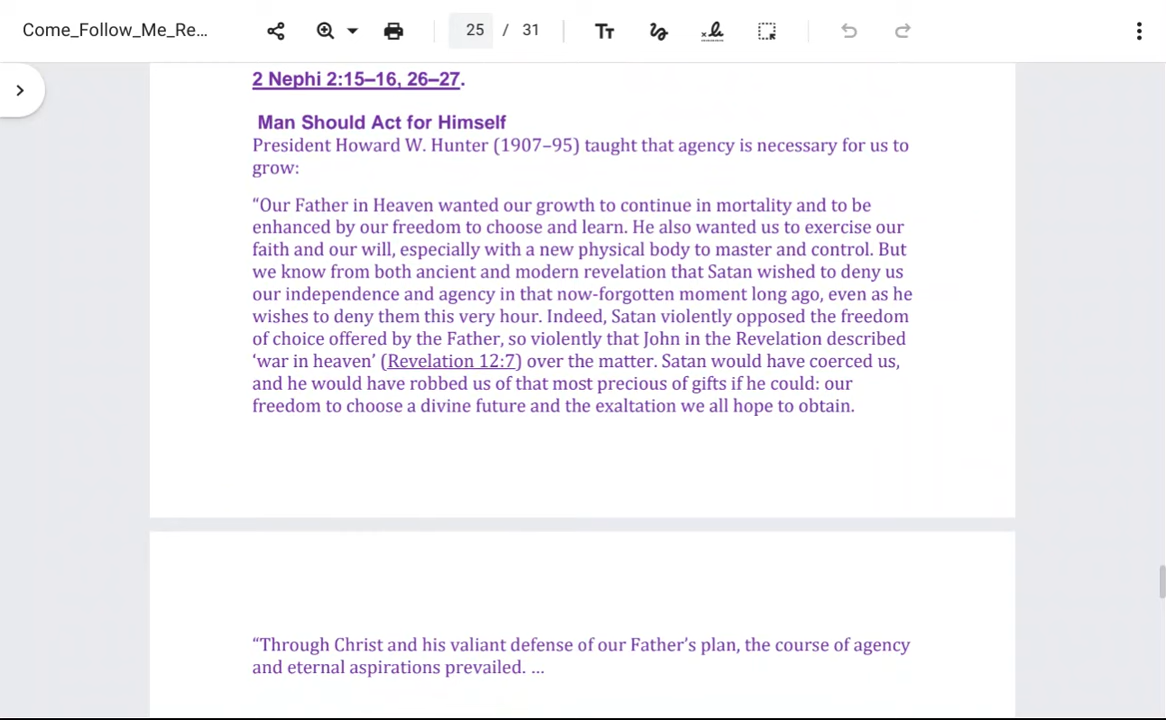 Come_Follow_Me_Re...
25 / 31
2 Nephi 2:15–16, 26–27.
Man Should Act for Himself
President Howard W. Hunter (1907–95) taught that agency is necessary for us to
grow:
“Our Father in Heaven wanted our growth to continue in mortality and to be
enhanced by our freedom to choose and learn. He also wanted us to exercise our
faith and our will, especially with a new physical body to master and control. But
we know from both ancient and modern revelation that Satan wished to deny us
our independence and agency in that now-forgotten moment long ago, even as he
wishes to deny them this very hour. Indeed, Satan violently opposed the freedom
of choice offered by the Father, so violently that John in the Revelation described
‘war in heaven’ (Revelation 12:7) over the matter. Satan would have coerced us,
and he would have robbed us of that most precious of gifts if he could: our
freedom to choose a divine future and the exaltation we all hope to obtain.
“Through Christ and his valiant defense of our Father’s plan, the course of agency
and eternal aspirations prevailed. ...